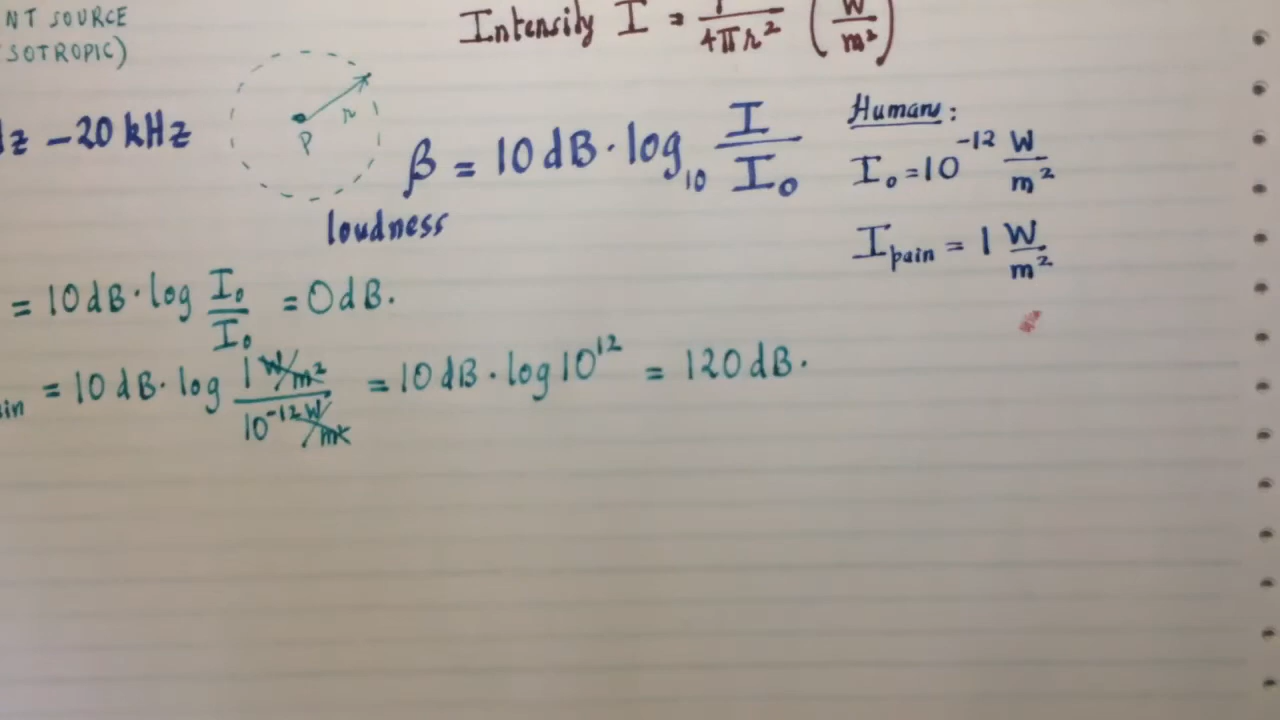 NT SOURCE
SOTROPIC)
Intensity I = P/4πr² (W/m²)
r
P
z – 20 kHz
β = 10 dB · log₁₀ I/I₀
loudness
Humans:
I₀ = 10⁻¹² W/m²
I pain = 1 W/m²
= 10 dB · log I₀/I₀ = 0 dB.
in = 10 dB · log 1 W/m² / 10⁻¹² W/m² = 10 dB · log 10¹² = 120 dB.